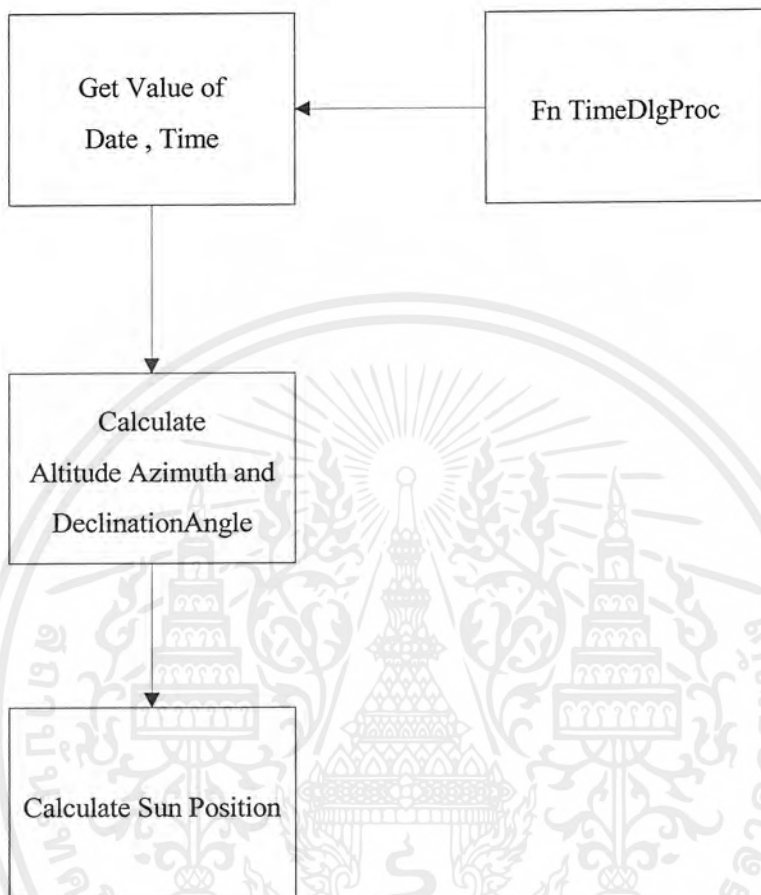 Get Value of
Date , Time
Fn TimeDlgProc
Calculate
Altitude Azimuth and
DeclinationAngle
Calculate Sun Position